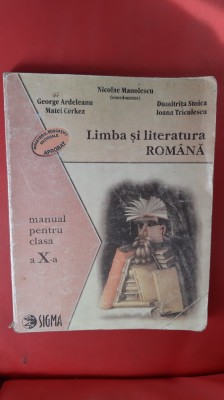 Nicolae Manolescu
(coordonator)
George Ardeleanu
Matei Cerkez
Dumitrița Stoica
Ioana Triculescu
APROBAT
Limba și literatura
ROMÂNĂ
manual
pentru
clasa
a X-a
SIGMA